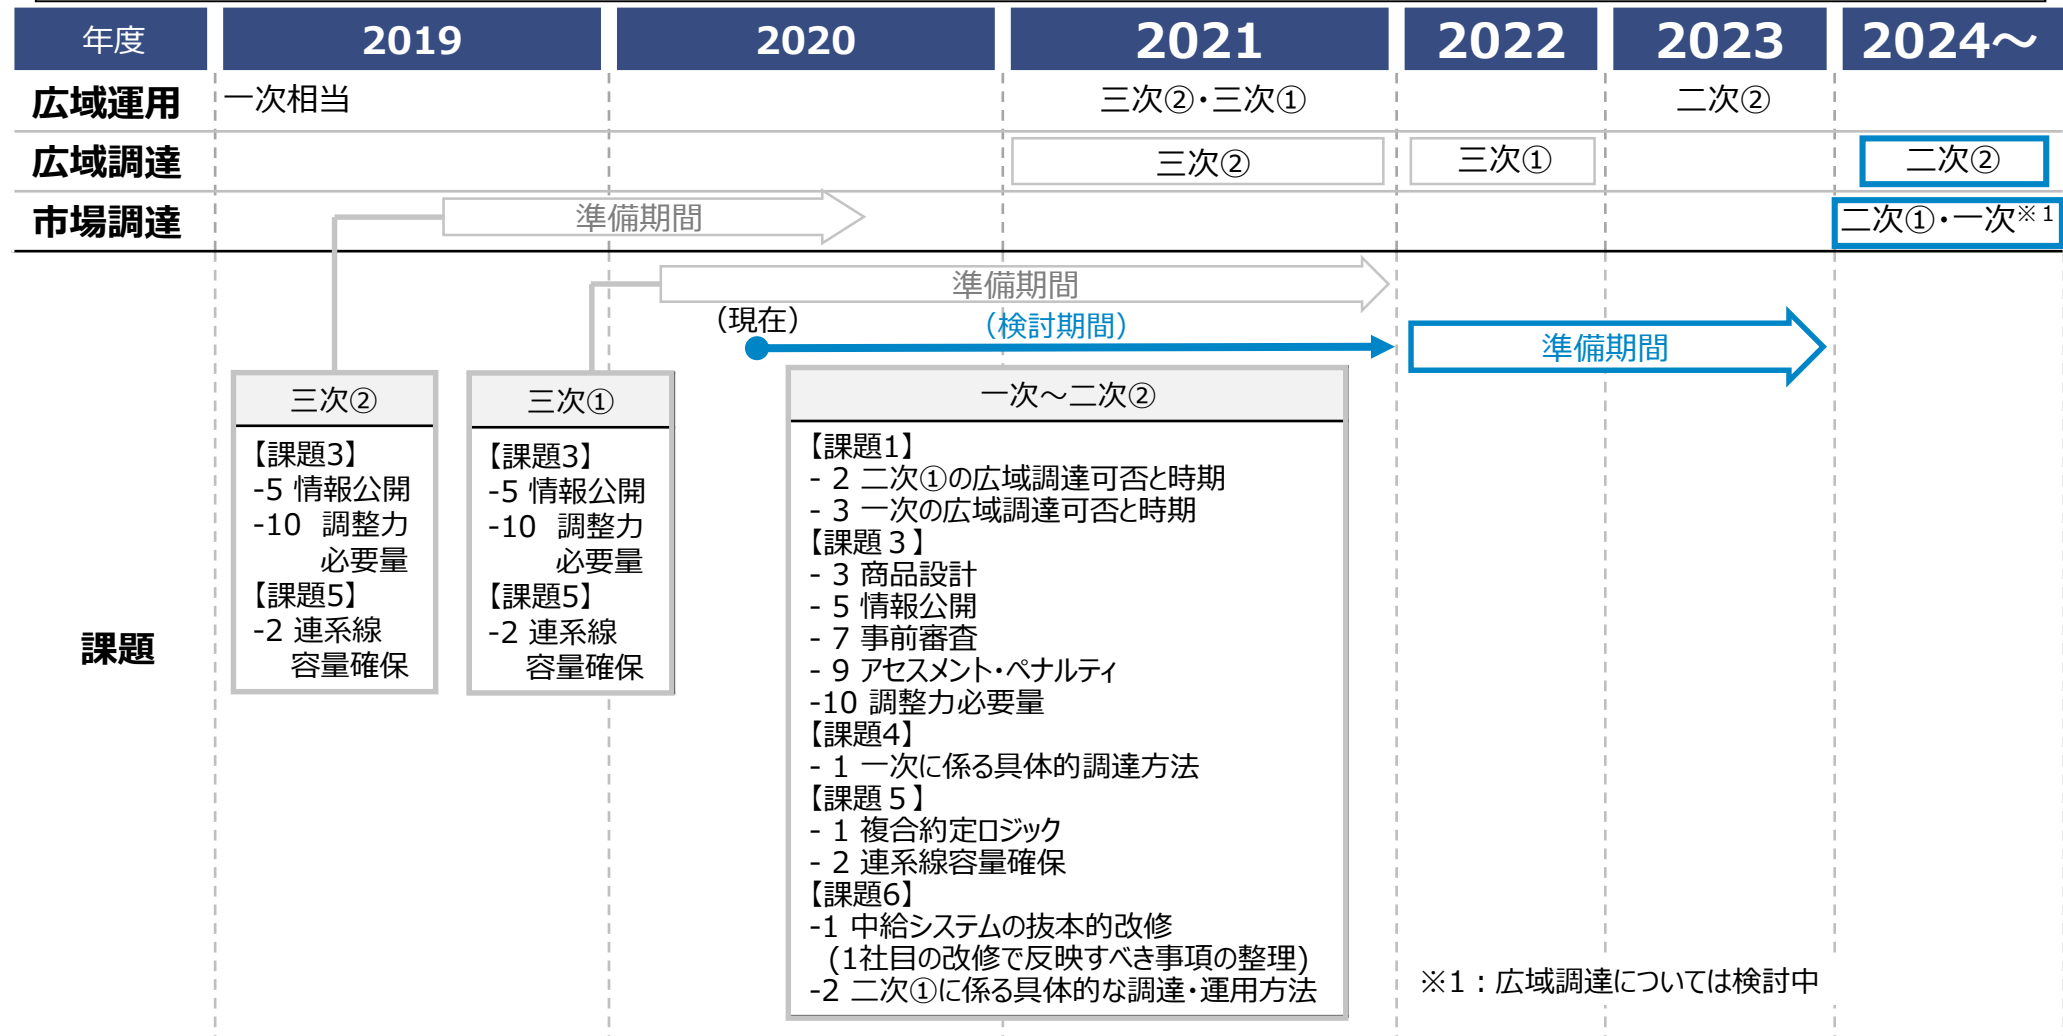 年度 2019 2020 2021 2022 2023 2024～
広域運用 一次相当 三次②・三次① 二次②
広域調達 三次② 三次① 二次②
市場調達 準備期間 二次①・一次※1
準備期間
（現在） （検討期間） 準備期間
課題
三次②
【課題3】
-5 情報公開
-10 調整力
必要量
【課題5】
-2 連系線
容量確保
三次①
【課題3】
-5 情報公開
-10 調整力
必要量
【課題5】
-2 連系線
容量確保
一次～二次②
【課題1】
- 2 二次①の広域調達可否と時期
- 3 一次の広域調達可否と時期
【課題３】
- 3 商品設計
- 5 情報公開
- 7 事前審査
- 9 アセスメント・ペナルティ
-10 調整力必要量
【課題4】
- 1 一次に係る具体的調達方法
【課題５】
- 1 複合約定ロジック
- 2 連系線容量確保
【課題6】
-1 中給システムの抜本的改修
(1社目の改修で反映すべき事項の整理)
-2 二次①に係る具体的な調達・運用方法
※1：広域調達については検討中